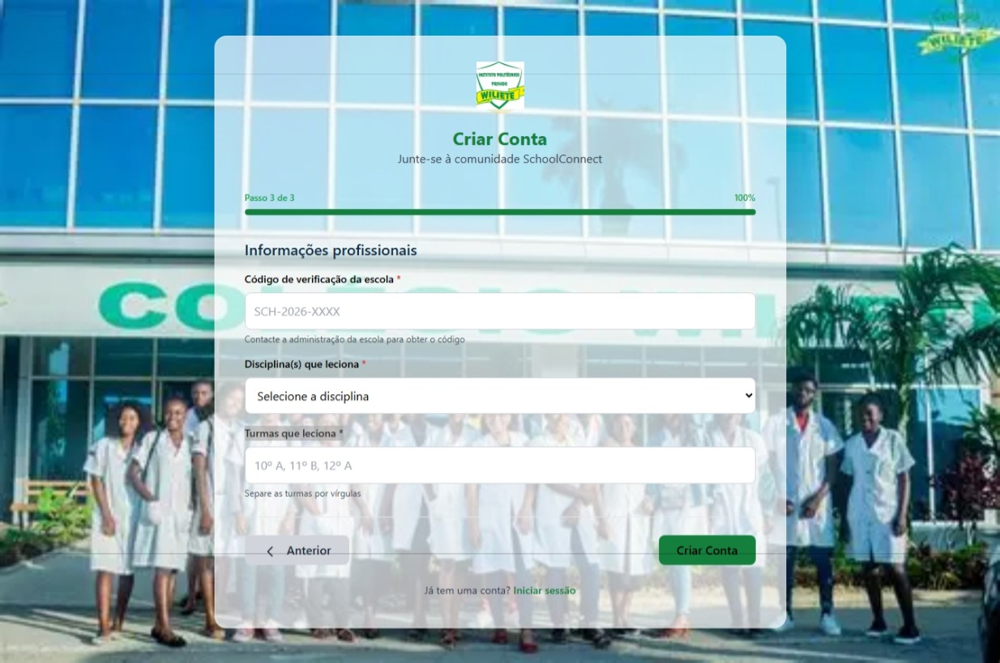 WILIETE
INSTITUTO POLITÉCNICO
PRIVADO
WILIETE
Criar Conta
Junte-se à comunidade SchoolConnect
Passo 3 de 3
100%
Informações profissionais
Código de verificação da escola *
SCH-2026-XXXX
Contacte a administração da escola para obter o código
Disciplina(s) que leciona *
Selecione a disciplina
Turmas que leciona *
10º A, 11º B, 12º A
Separe as turmas por vírgulas
Anterior
Criar Conta
Já tem uma conta? Iniciar sessão